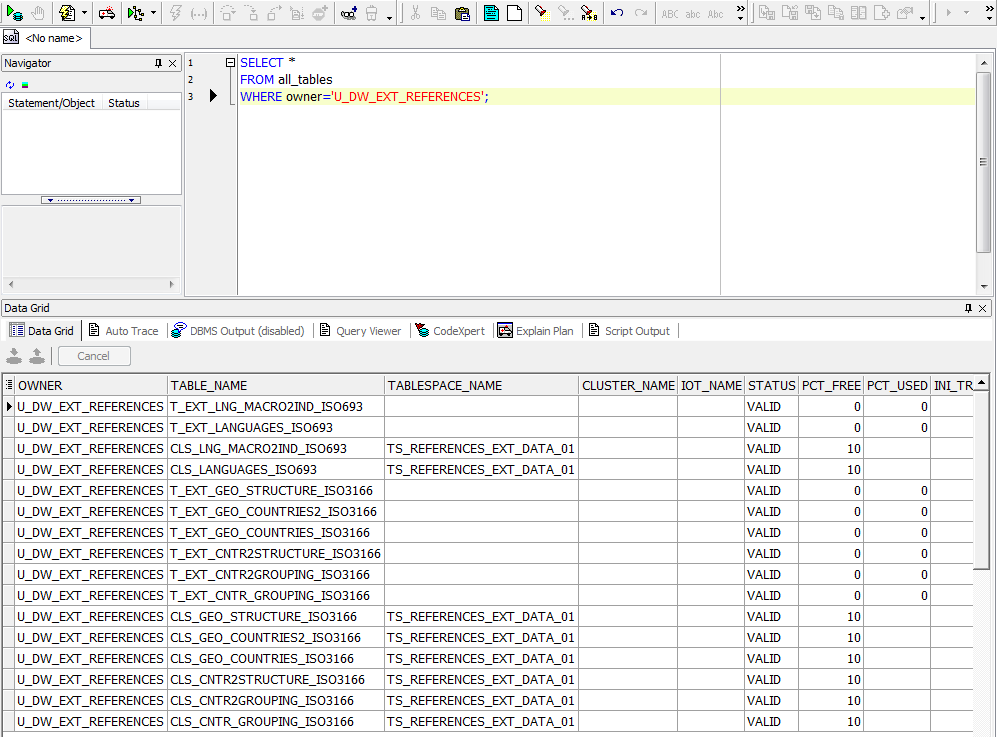 ABC abc Abc
SQL <No name>
Navigator
Statement/Object Status
1 SELECT *
2 FROM all_tables
3 WHERE owner='U_DW_EXT_REFERENCES';
Data Grid
Data Grid Auto Trace DBMS Output (disabled) Query Viewer CodeXpert Explain Plan Script Output
Cancel
OWNER TABLE_NAME TABLESPACE_NAME CLUSTER_NAME IOT_NAME STATUS PCT_FREE PCT_USED INI_TR
U_DW_EXT_REFERENCES T_EXT_LNG_MACRO2IND_ISO693 VALID 0 0
U_DW_EXT_REFERENCES T_EXT_LANGUAGES_ISO693 VALID 0 0
U_DW_EXT_REFERENCES CLS_LNG_MACRO2IND_ISO693 TS_REFERENCES_EXT_DATA_01 VALID 10
U_DW_EXT_REFERENCES CLS_LANGUAGES_ISO693 TS_REFERENCES_EXT_DATA_01 VALID 10
U_DW_EXT_REFERENCES T_EXT_GEO_STRUCTURE_ISO3166 VALID 0 0
U_DW_EXT_REFERENCES T_EXT_GEO_COUNTRIES2_ISO3166 VALID 0 0
U_DW_EXT_REFERENCES T_EXT_GEO_COUNTRIES_ISO3166 VALID 0 0
U_DW_EXT_REFERENCES T_EXT_CNTR2STRUCTURE_ISO3166 VALID 0 0
U_DW_EXT_REFERENCES T_EXT_CNTR2GROUPING_ISO3166 VALID 0 0
U_DW_EXT_REFERENCES T_EXT_CNTR_GROUPING_ISO3166 VALID 0 0
U_DW_EXT_REFERENCES CLS_GEO_STRUCTURE_ISO3166 TS_REFERENCES_EXT_DATA_01 VALID 10
U_DW_EXT_REFERENCES CLS_GEO_COUNTRIES2_ISO3166 TS_REFERENCES_EXT_DATA_01 VALID 10
U_DW_EXT_REFERENCES CLS_GEO_COUNTRIES_ISO3166 TS_REFERENCES_EXT_DATA_01 VALID 10
U_DW_EXT_REFERENCES CLS_CNTR2STRUCTURE_ISO3166 TS_REFERENCES_EXT_DATA_01 VALID 10
U_DW_EXT_REFERENCES CLS_CNTR2GROUPING_ISO3166 TS_REFERENCES_EXT_DATA_01 VALID 10
U_DW_EXT_REFERENCES CLS_CNTR_GROUPING_ISO3166 TS_REFERENCES_EXT_DATA_01 VALID 10